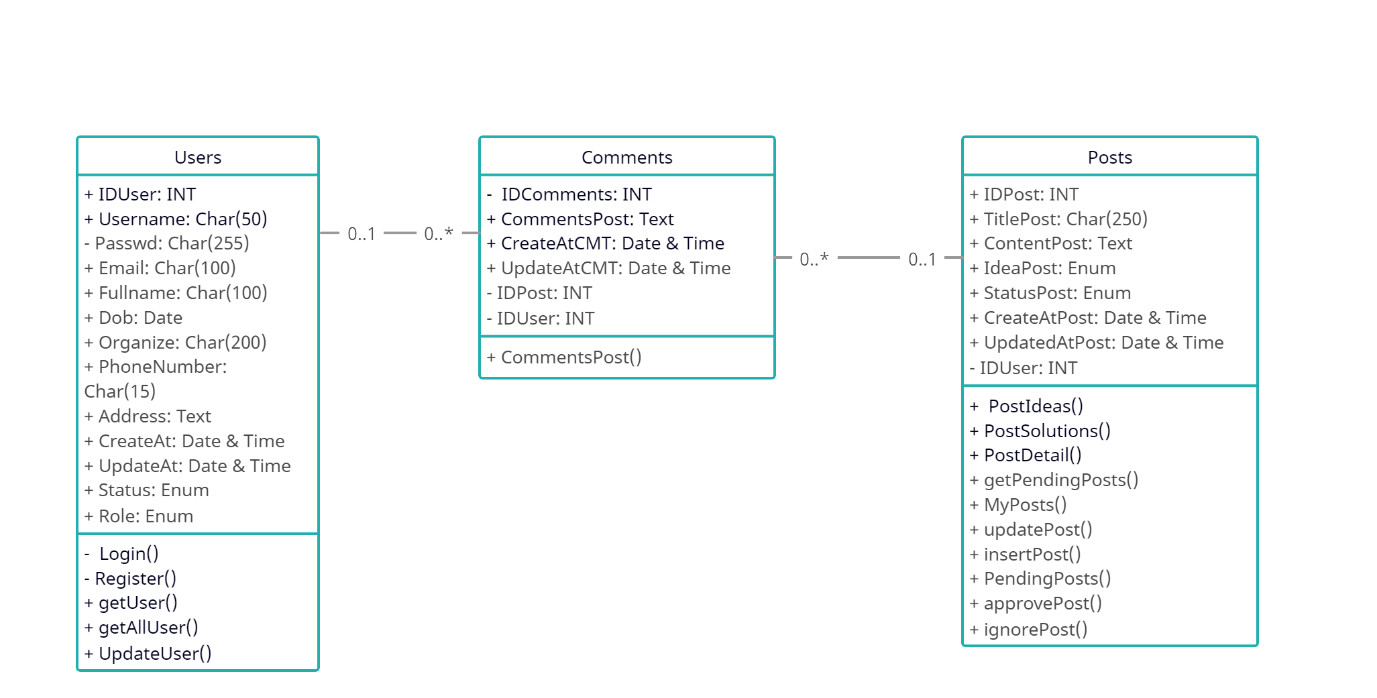 Users
+ IDUser: INT
+ Username: Char(50)
- Passwd: Char(255)
+ Email: Char(100)
+ Fullname: Char(100)
+ Dob: Date
+ Organize: Char(200)
+ PhoneNumber:
Char(15)
+ Address: Text
+ CreateAt: Date & Time
+ UpdateAt: Date & Time
+ Status: Enum
+ Role: Enum
- Login()
- Register()
+ getUser()
+ getAllUser()
+ UpdateUser()
0..1
0..*
Comments
- IDComments: INT
+ CommentsPost: Text
+ CreateAtCMT: Date & Time
+ UpdateAtCMT: Date & Time
- IDPost: INT
- IDUser: INT
+ CommentsPost()
0..*
0..1
Posts
+ IDPost: INT
+ TitlePost: Char(250)
+ ContentPost: Text
+ IdeaPost: Enum
+ StatusPost: Enum
+ CreateAtPost: Date & Time
+ UpdatedAtPost: Date & Time
- IDUser: INT
+ PostIdeas()
+ PostSolutions()
+ PostDetail()
+ getPendingPosts()
+ MyPosts()
+ updatePost()
+ insertPost()
+ PendingPosts()
+ approvePost()
+ ignorePost()